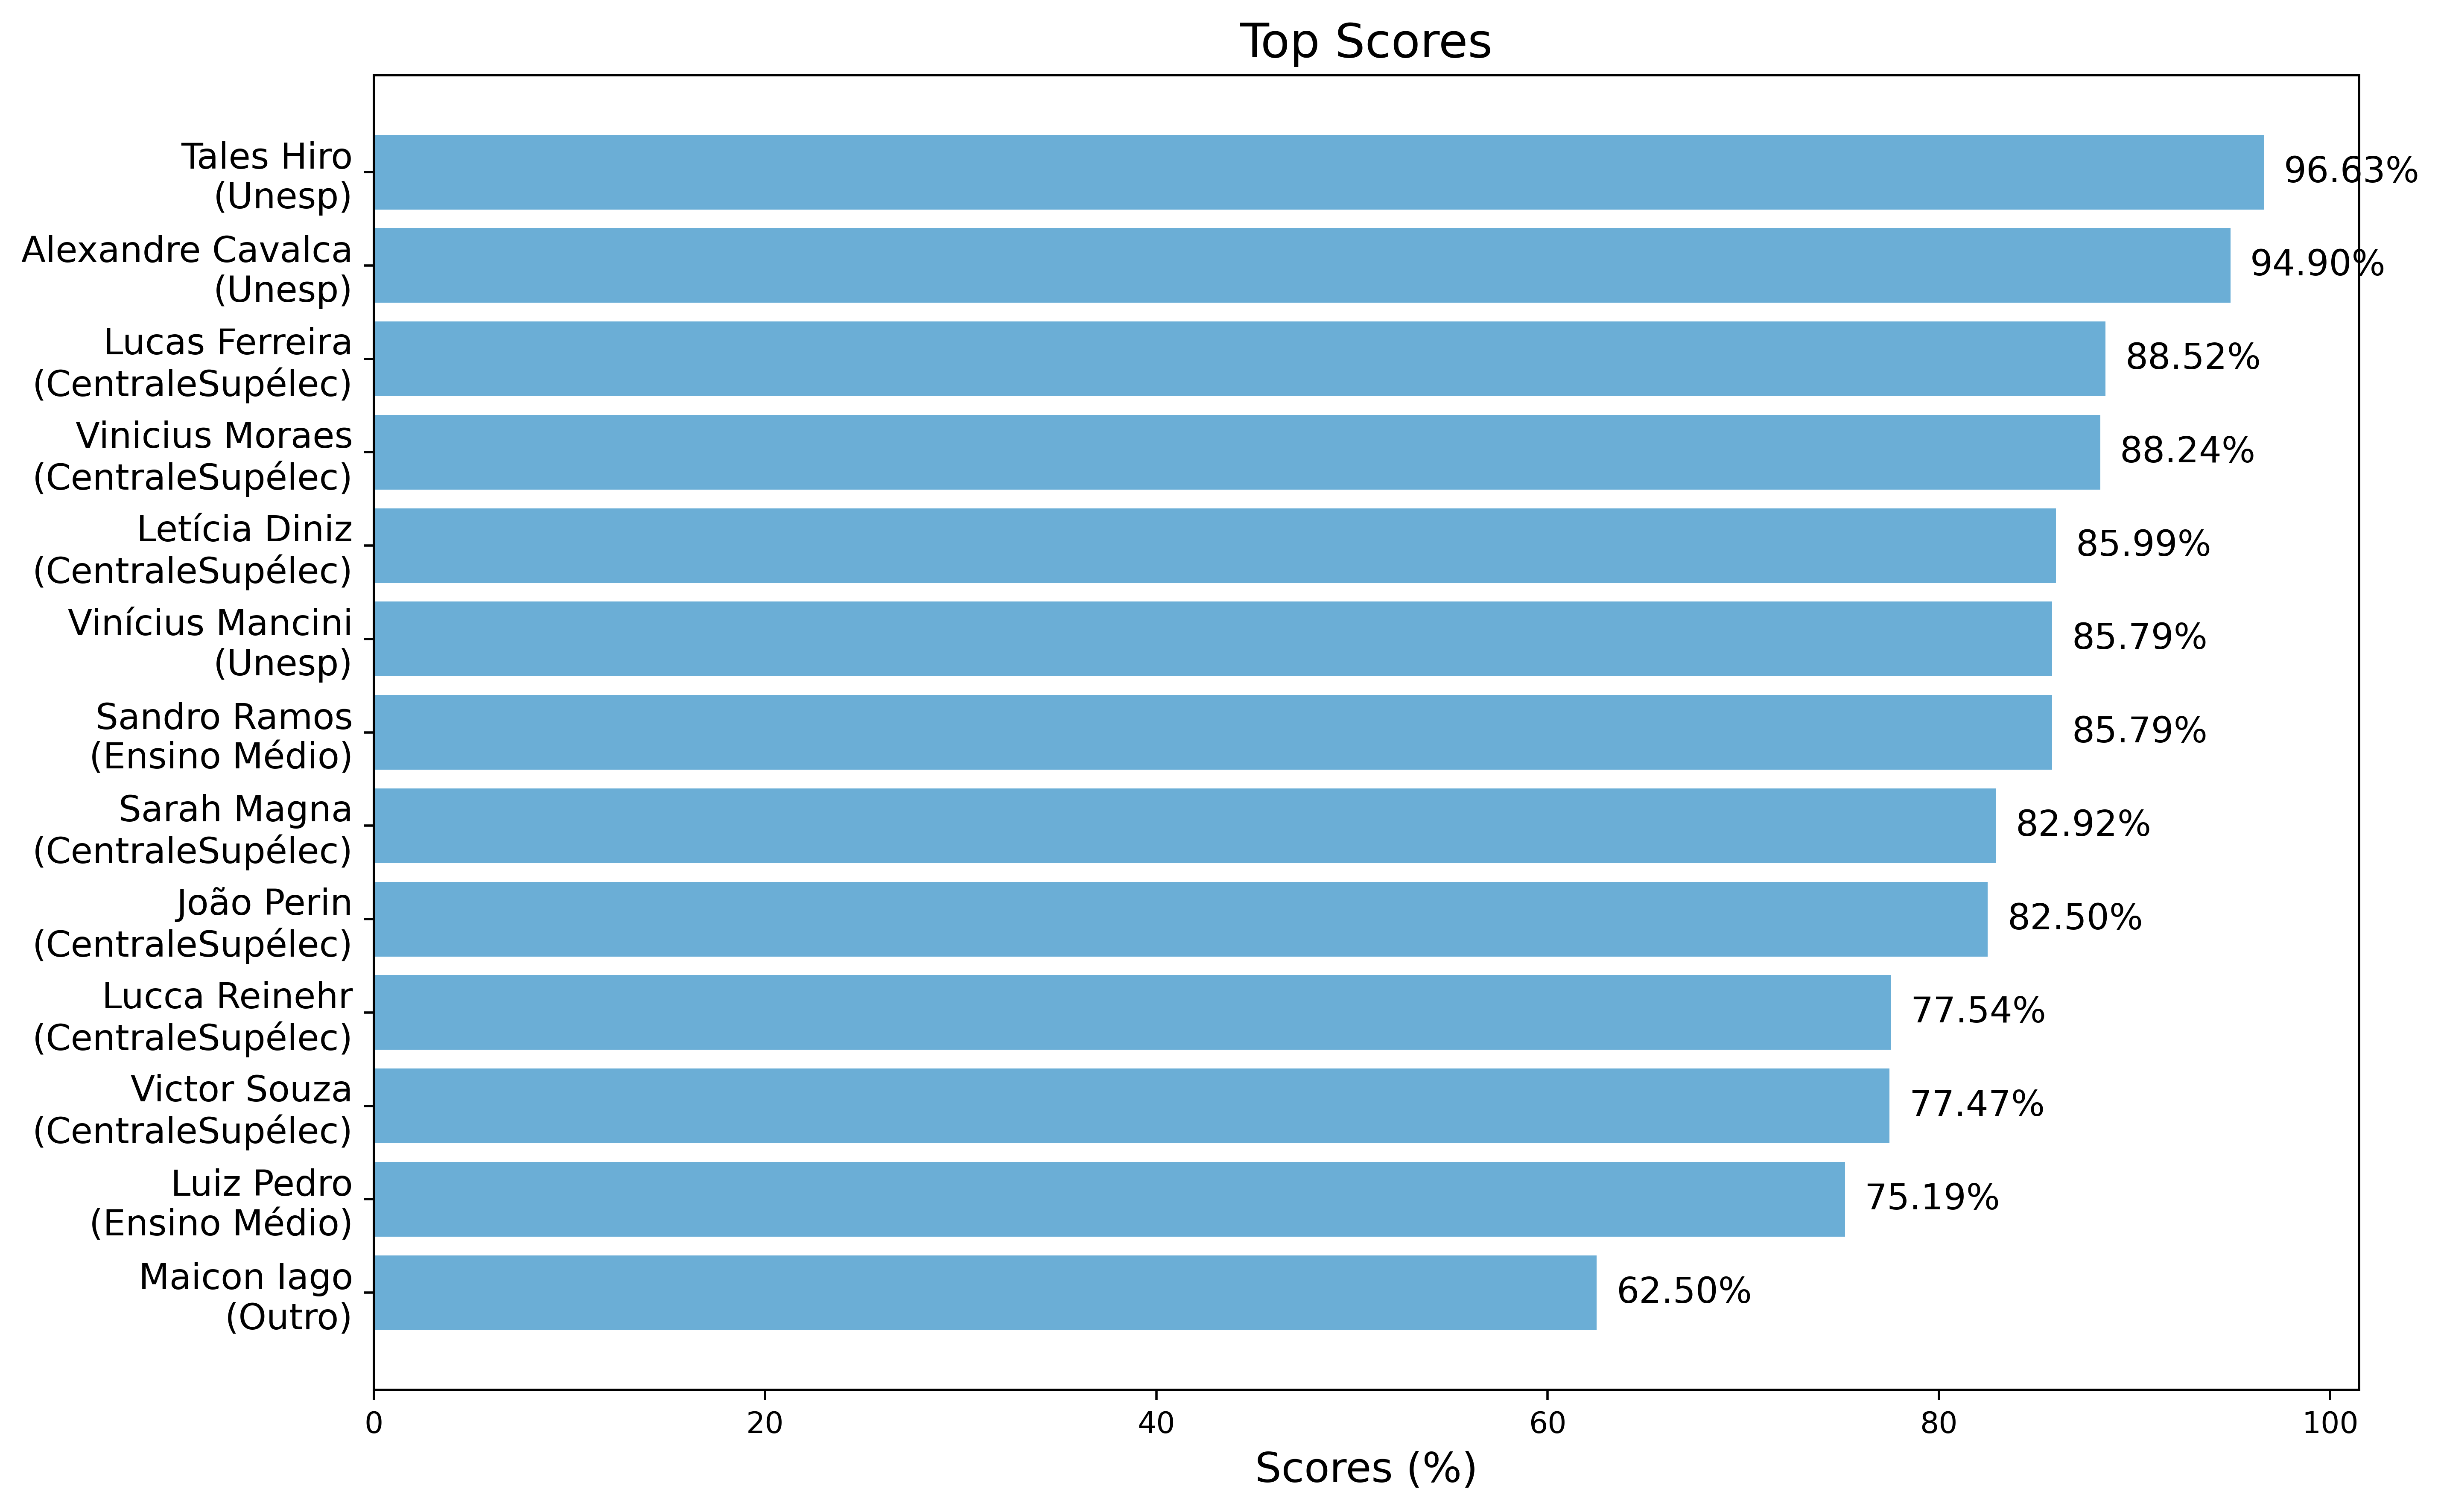 Top Scores
Tales Hiro
(Unesp)
96.63%
Alexandre Cavalca
(Unesp)
94.90%
Lucas Ferreira
(CentraleSupélec)
88.52%
Vinicius Moraes
(CentraleSupélec)
88.24%
Letícia Diniz
(CentraleSupélec)
85.99%
Vinícius Mancini
(Unesp)
85.79%
Sandro Ramos
(Ensino Médio)
85.79%
Sarah Magna
(CentraleSupélec)
82.92%
João Perin
(CentraleSupélec)
82.50%
Lucca Reinehr
(CentraleSupélec)
77.54%
Victor Souza
(CentraleSupélec)
77.47%
Luiz Pedro
(Ensino Médio)
75.19%
Maicon Iago
(Outro)
62.50%
0 20 40 60 80 100
Scores (%)